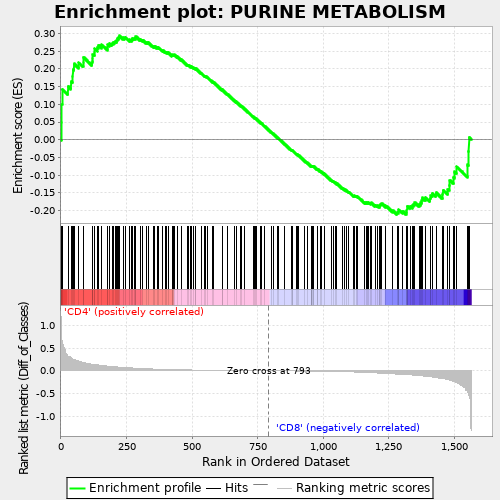 Enrichment plot: PURINE METABOLISM
Enrichment score (ES)
0.30
0.25
0.20
0.15
0.10
0.05
0.00
-0.05
-0.10
-0.15
-0.20
Ranked list metric (Diff_of_Classes)
1.0
0.5
0.0
-0.5
-1.0
'CD4' (positively correlated)
Zero cross at 793
'CD8' (negatively correlated)
0
250
500
750
1,000
1,250
1,500
Rank in Ordered Dataset
Enrichment profile
Hits
Ranking metric scores